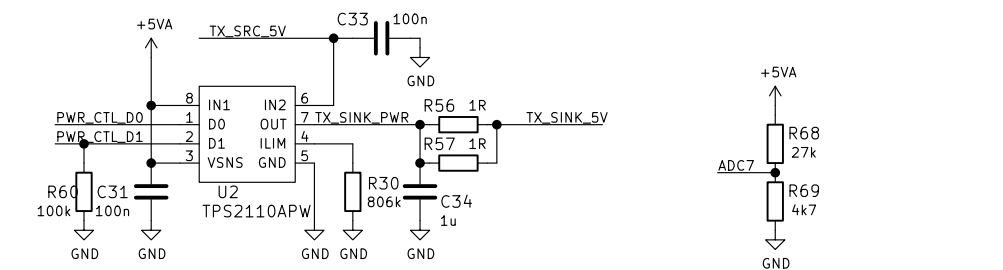 +5VA
TX_SRC_5V
C33 100n
GND
8 IN1 IN2 6
PWR_CTL_D0 1 D0 OUT 7 TX_SINK_PWR
PWR_CTL_D1 2 D1 ILIM 4
3 VSNS GND 5
R56 1R
TX_SINK_5V
R57 1R
R60
100k
C31
100n
U2
TPS2110APW
R30
806k
C34
1u
GND
GND
GND
GND
GND
+5VA
R68
27k
ADC7
R69
4k7
GND